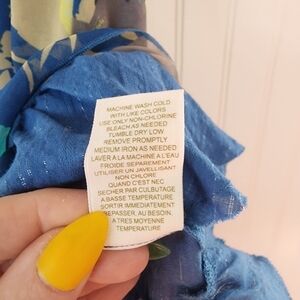 MACHINE WASH COLD
WITH LIKE COLORS
USE ONLY NON-CHLORINE
BLEACH AS NEEDED
TUMBLE DRY LOW
REMOVE PROMPTLY
MEDIUM IRON AS NEEDED
LAVER A LA MACHINE A L'EAU
FROIDE SEPAREMENT
UTILISER UN JAVELLISANT
NON CHLORE
QUAND C'EST NEC
SECHER PAR CULBUTAGE
A BASSE TEMPERATURE
SORTIR IMMEDIATEMENT
REPASSER, AU BESOIN,
A TRES MOYENNE
TEMPERATURE